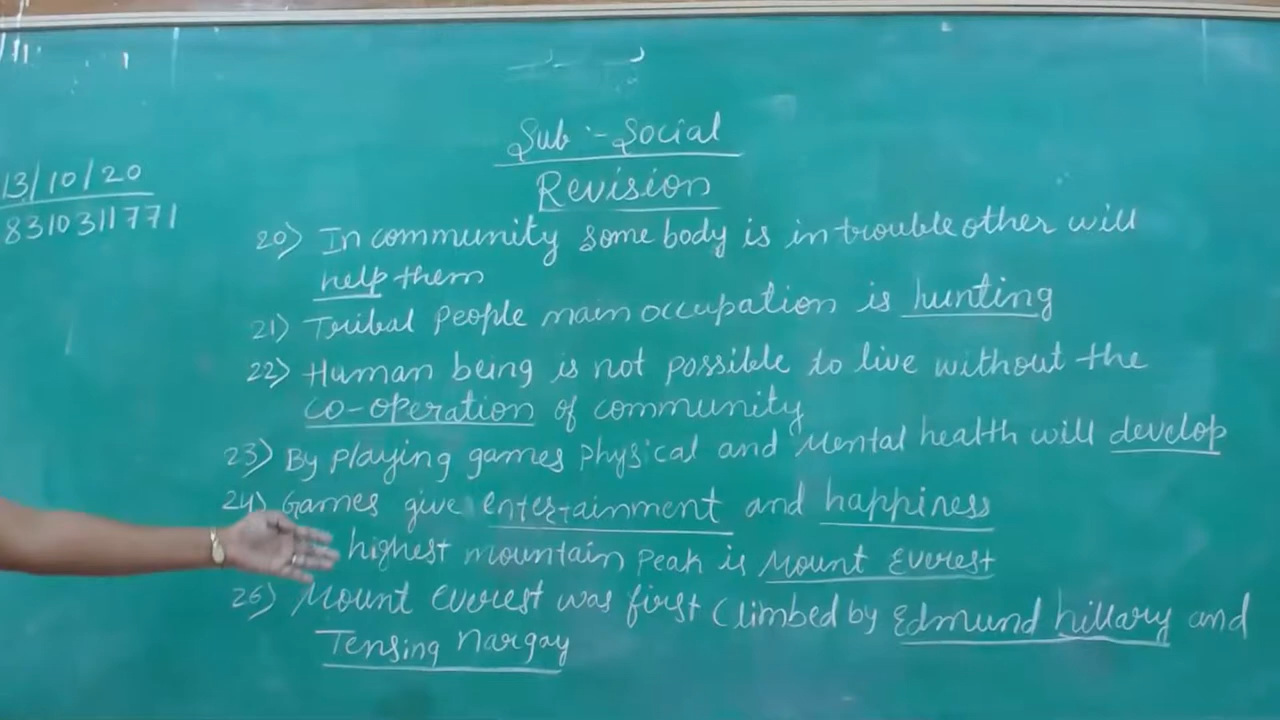 Sub :- Social
Revision
13/10/20
8310311771
20) In community some body is in trouble other will
help them
21) Tribal people main occupation is hunting
22) Human being is not possible to live without the
co-operation of community
23) By playing games physical and mental health will develop
24) Games give entertainment and happiness
highest mountain peak is Mount Everest
26) Mount Everest was first climbed by Edmund hillary and
Tensing Nargay